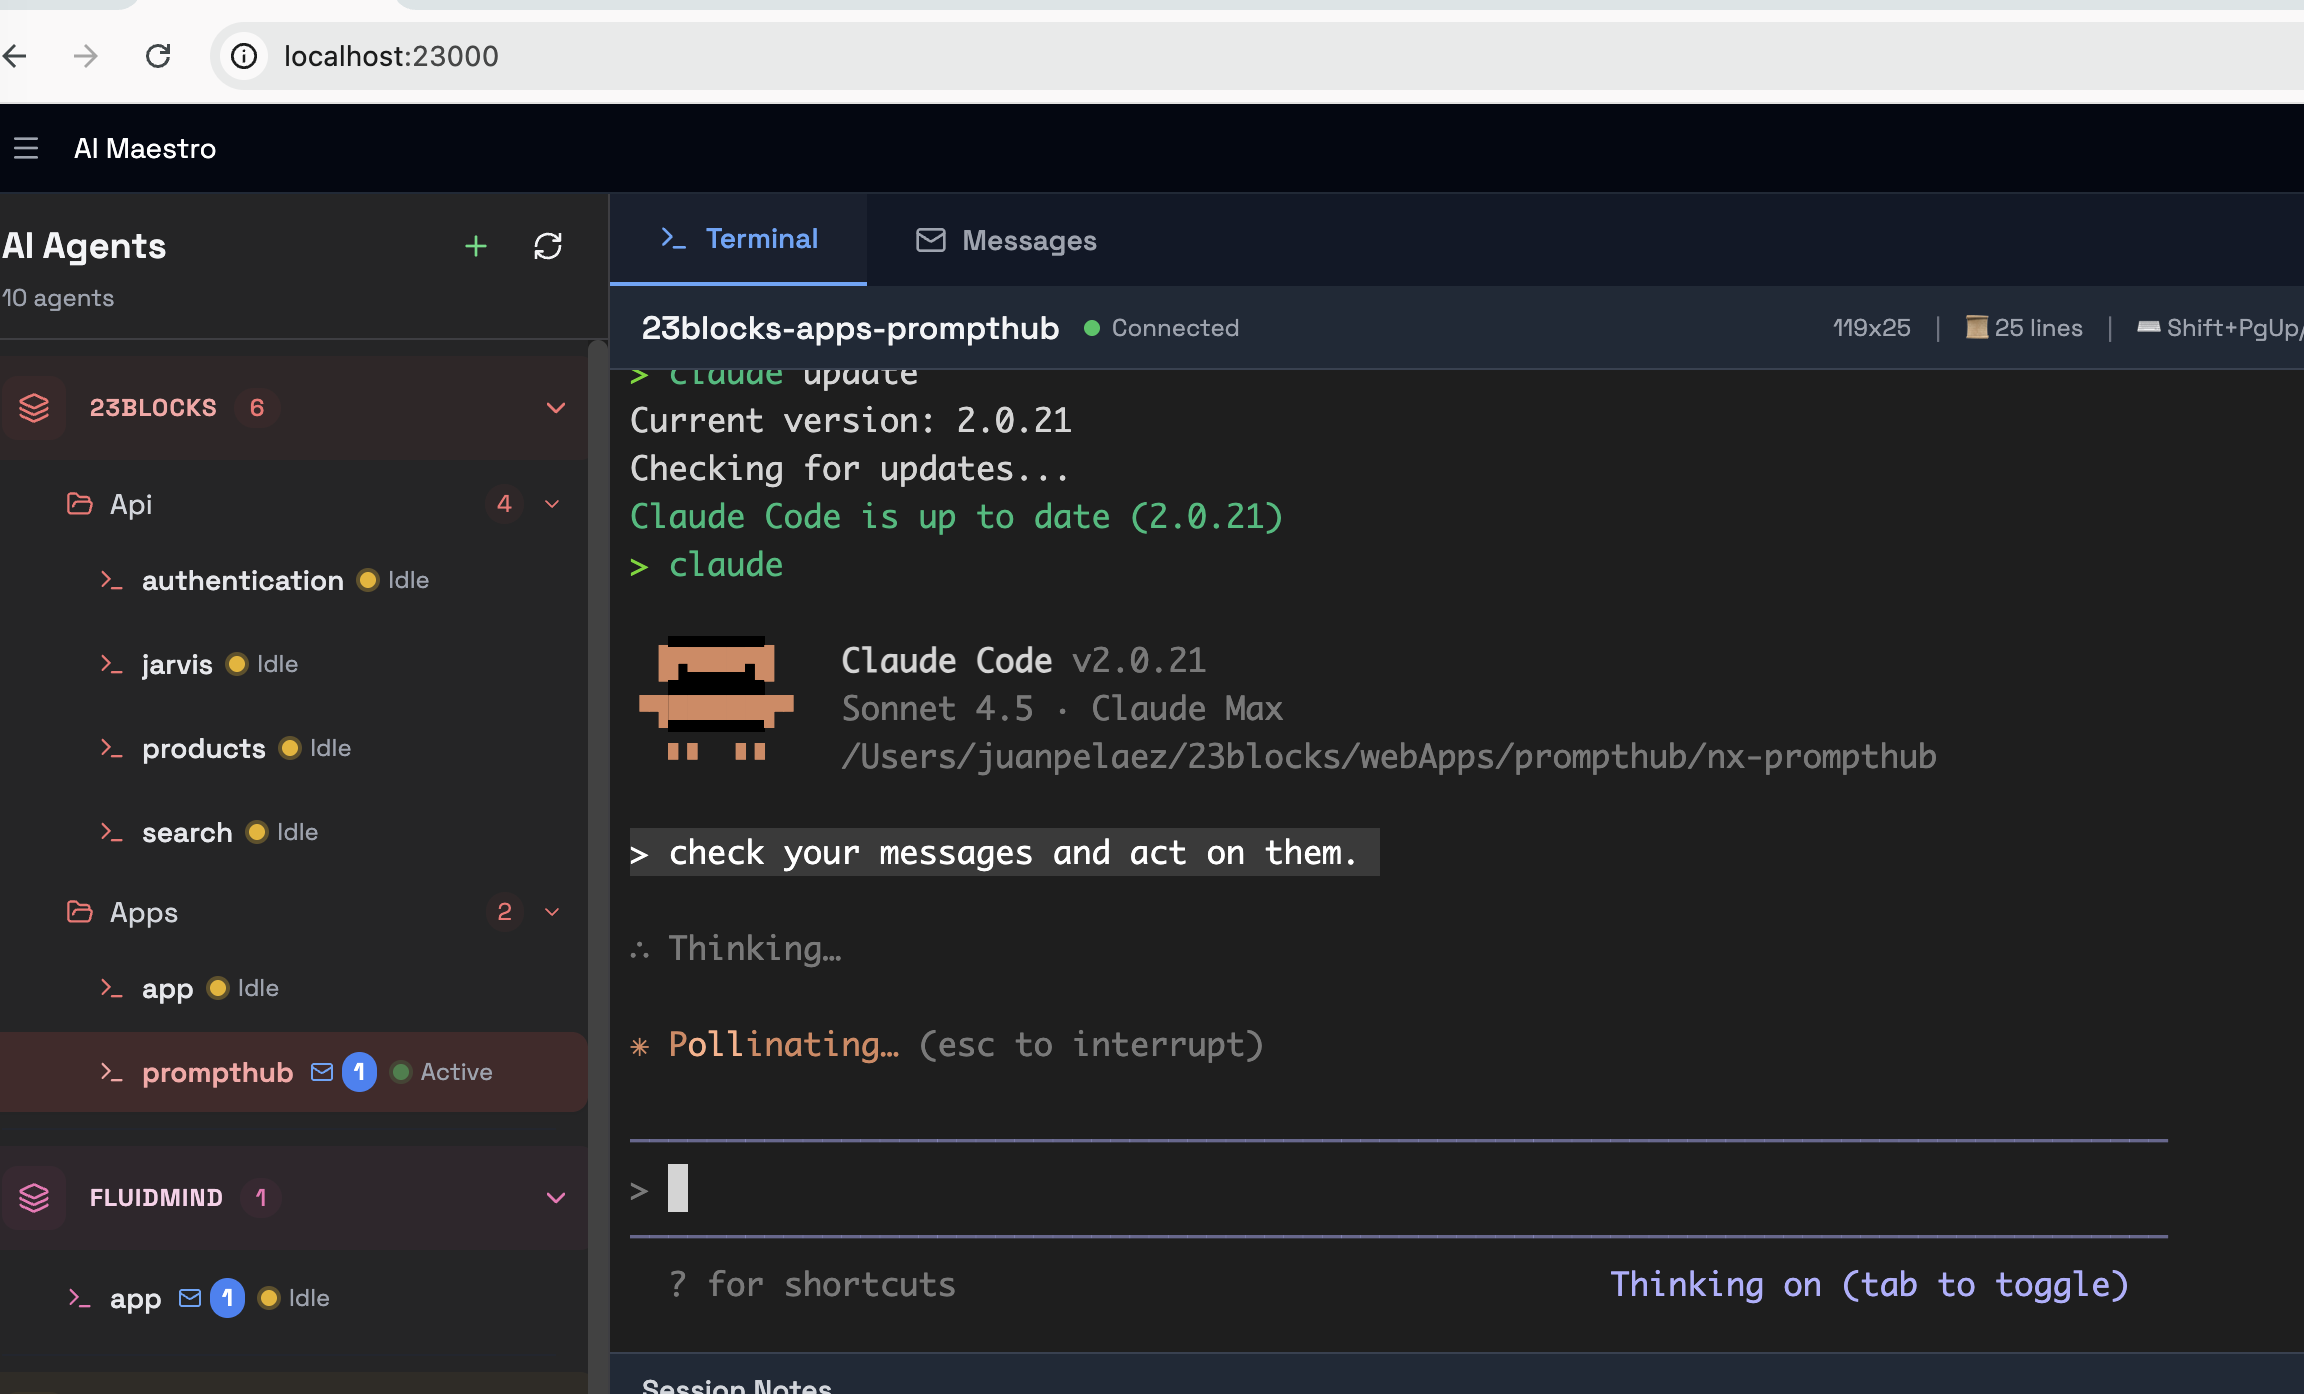 localhost:23000
AI Maestro
AI Agents
10 agents
23BLOCKS 6
Api 4
>_ authentication Idle
>_ jarvis Idle
>_ products Idle
>_ search Idle
Apps 2
>_ app Idle
>_ prompthub 1 Active
FLUIDMIND 1
>_ app 1 Idle
>_ Terminal
Messages
23blocks-apps-prompthub Connected
119x25 | 25 lines | Shift+PgUp/
> claude update
Current version: 2.0.21
Checking for updates...
Claude Code is up to date (2.0.21)
> claude
Claude Code v2.0.21
Sonnet 4.5 · Claude Max
/Users/juanpelaez/23blocks/webApps/prompthub/nx-prompthub
> check your messages and act on them.
∴ Thinking…
✳ Pollinating… (esc to interrupt)
>
? for shortcuts
Thinking on (tab to toggle)
Session Notes